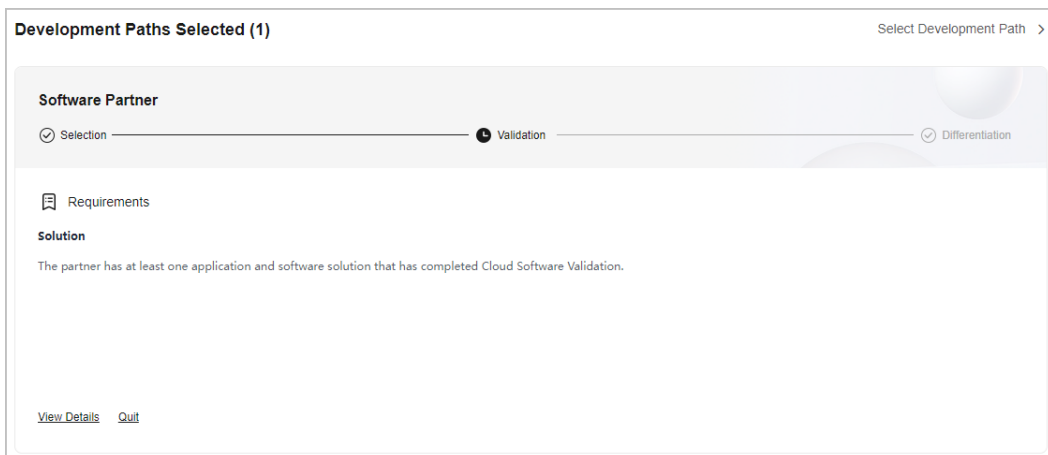 Development Paths Selected (1)
Select Development Path >
Software Partner
Selection
Validation
Differentiation
Requirements
Solution
The partner has at least one application and software solution that has completed Cloud Software Validation.
View Details Quit